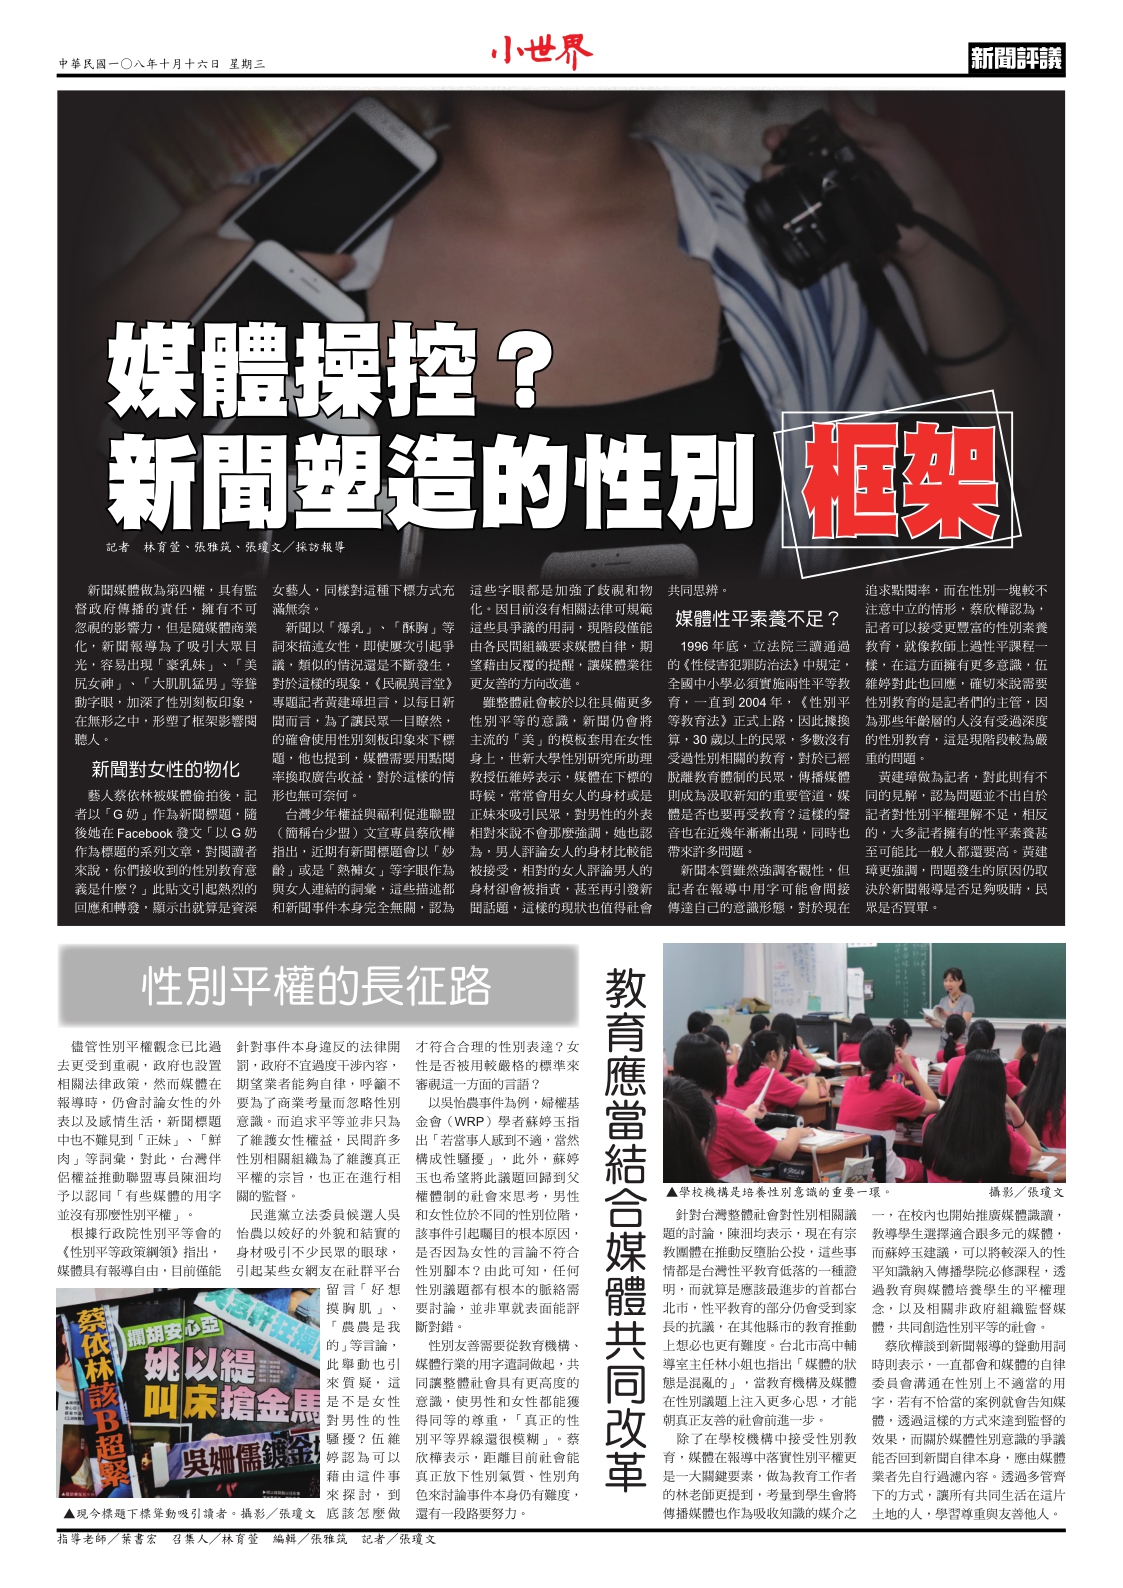 中華民國一〇八年十月十六日 星期三
小世界
新聞評議
媒體操控？
新聞塑造的性別 框架
記者　林育萱、張雅筑、張瓊文／採訪報導
新聞媒體做為第四權，具有監
督政府傳播的責任，擁有不可
忽視的影響力，但是隨媒體商業
化，新聞報導為了吸引大眾目
光，容易出現「豪乳妹」、「美
尻女神」、「大肌肌猛男」等聳
動字眼，加深了性別刻板印象，
在無形之中，形塑了框架影響閱
聽人。
新聞對女性的物化
藝人蔡依林被媒體偷拍後，記
者以「G 奶」作為新聞標題，隨
後她在 Facebook 發文「以 G 奶
作為標題的系列文章，對閱讀者
來說，你們接收到的性別教育意
義是什麼？」此貼文引起熱烈的
回應和轉發，顯示出就算是資深
女藝人，同樣對這種下標方式充
滿無奈。
新聞以「爆乳」、「酥胸」等
詞來描述女性，即使屢次引起爭
議，類似的情況還是不斷發生，
對於這樣的現象，《民視異言堂》
專題記者黃建璋坦言，以每日新
聞而言，為了讓民眾一目瞭然，
的確會使用性別刻板印象來下標
題，他也提到，媒體需要用點閱
率換取廣告收益，對於這樣的情
形也無可奈何。
台灣少年權益與福利促進聯盟
（簡稱台少盟）文宣專員蔡欣樺
指出，近期有新聞標題會以「妙
齡」或是「熱褲女」等字眼作為
與女人連結的詞彙，這些描述都
和新聞事件本身完全無關，認為
這些字眼都是加強了歧視和物
化。因目前沒有相關法律可規範
這些具爭議的用詞，現階段僅能
由各民間組織要求媒體自律，期
望藉由反覆的提醒，讓媒體業往
更友善的方向改進。
雖整體社會較於以往具備更多
性別平等的意識，新聞仍會將
主流的「美」的模板套用在女性
身上，世新大學性別研究所助理
教授伍維婷表示，媒體在下標的
時候，常常會用女人的身材或是
正妹來吸引民眾，對男性的外表
相對來說不會那麼強調，她也認
為，男人評論女人的身材比較能
被接受，相對的女人評論男人的
身材卻會被指責，甚至再引發新
聞話題，這樣的現狀也值得社會
共同思辨。
媒體性平素養不足？
1996 年底，立法院三讀通過
的《性侵害犯罪防治法》中規定，
全國中小學必須實施兩性平等教
育，一直到 2004 年，《性別平
等教育法》正式上路，因此據換
算，30 歲以上的民眾，多數沒有
受過性別相關的教育，對於已經
脫離教育體制的民眾，傳播媒體
則成為汲取新知的重要管道，媒
體是否也要再受教育？這樣的聲
音也在近幾年漸漸出現，同時也
帶來許多問題。
新聞本質雖然強調客觀性，但
記者在報導中用字可能會間接
傳達自己的意識形態，對於現在
追求點閱率，而在性別一塊較不
注意中立的情形，蔡欣樺認為，
記者可以接受更豐富的性別素養
教育，就像教師上過性平課程一
樣，在這方面擁有更多意識，伍
維婷對此也回應，確切來說需要
性別教育的是記者們的主管，因
為那些年齡層的人沒有受過深度
的性別教育，這是現階段較為嚴
重的問題。
黃建璋做為記者，對此則有不
同的見解，認為問題並不出自於
記者對性別平權理解不足，相反
的，大多記者擁有的性平素養甚
至可能比一般人都還要高。黃建
璋更強調，問題發生的原因仍取
決於新聞報導是否足夠吸睛，民
眾是否買單。
性別平權的長征路
儘管性別平權觀念已比過
去更受到重視，政府也設置
相關法律政策，然而媒體在
報導時，仍會討論女性的外
表以及感情生活，新聞標題
中也不難見到「正妹」、「鮮
肉」等詞彙，對此，台灣伴
侶權益推動聯盟專員陳沺均
予以認同「有些媒體的用字
並沒有那麼性別平權」。
根據行政院性別平等會的
《性別平等政策綱領》指出，
媒體具有報導自由，目前僅能
針對事件本身違反的法律開
罰，政府不宜過度干涉內容，
期望業者能夠自律，呼籲不
要為了商業考量而忽略性別
意識。而追求平等並非只為
了維護女性權益，民間許多
性別相關組織為了維護真正
平權的宗旨，也正在進行相
關的監督。
民進黨立法委員候選人吳
怡農以姣好的外貌和結實的
身材吸引不少民眾的眼球，
引起某些女網友在社群平台
留言「好想
摸胸肌」、
「農農是我
的」等言論，
此舉動也引
來質疑，這
是不是女性
對男性的性
騷擾？伍維
婷認為可以
藉由這件事
來探討，到
底該怎麼做
才符合合理的性別表達？女
性是否被用較嚴格的標準來
審視這一方面的言語？
以吳怡農事件為例，婦權基
金會（WRP）學者蘇婷玉指
出「若當事人感到不適，當然
構成性騷擾」，此外，蘇婷
玉也希望將此議題回歸到父
權體制的社會來思考，男性
和女性位於不同的性別位階，
該事件引起矚目的根本原因，
是否因為女性的言論不符合
性別腳本？由此可知，任何
性別議題都有根本的脈絡需
要討論，並非單就表面能評
斷對錯。
性別友善需要從教育機構、
媒體行業的用字遣詞做起，共
同讓整體社會具有更高度的
意識，使男性和女性都能獲
得同等的尊重，「真正的性
別平等界線還很模糊」。蔡
欣樺表示，距離目前社會能
真正放下性別氣質、性別角
色來討論事件本身仍有難度，
還有一段路要努力。
蔡依林該B超緊
攔胡安心亞
姚以緹
叫床搶金馬
吳姍儒鍍金
▲現今標題下標聳動吸引讀者。攝影／張瓊文
教育應當結合媒體共同改革
▲學校機構是培養性別意識的重要一環。　攝影／張瓊文
針對台灣整體社會對性別相關議
題的討論，陳沺均表示，現在有宗
教團體在推動反墮胎公投，這些事
情都是台灣性平教育低落的一種證
明，而就算是應該最進步的首都台
北市，性平教育的部分仍會受到家
長的抗議，在其他縣市的教育推動
上想必也更有難度。台北市高中輔
導室主任林小姐也指出「媒體的狀
態是混亂的」，當教育機構及媒體
在性別議題上注入更多心思，才能
朝真正友善的社會前進一步。
除了在學校機構中接受性別教
育，媒體在報導中落實性別平權更
是一大關鍵要素，做為教育工作者
的林老師更提到，考量到學生會將
傳播媒體也作為吸收知識的媒介之
一，在校內也開始推廣媒體識讀，
教導學生選擇適合跟多元的媒體，
而蘇婷玉建議，可以將較深入的性
平知識納入傳播學院必修課程，透
過教育與媒體培養學生的平權理
念，以及相關非政府組織監督媒
體，共同創造性別平等的社會。
蔡欣樺談到新聞報導的聳動用詞
時則表示，一直都會和媒體的自律
委員會溝通在性別上不適當的用
字，若有不恰當的案例就會告知媒
體，透過這樣的方式來達到監督的
效果，而關於媒體性別意識的爭議
能否回到新聞自律本身，應由媒體
業者先自行過濾內容。透過多管齊
下的方式，讓所有共同生活在這片
土地的人，學習尊重與友善他人。
指導老師／葉書宏　召集人／林育萱　編輯／張雅筑　記者／張瓊文